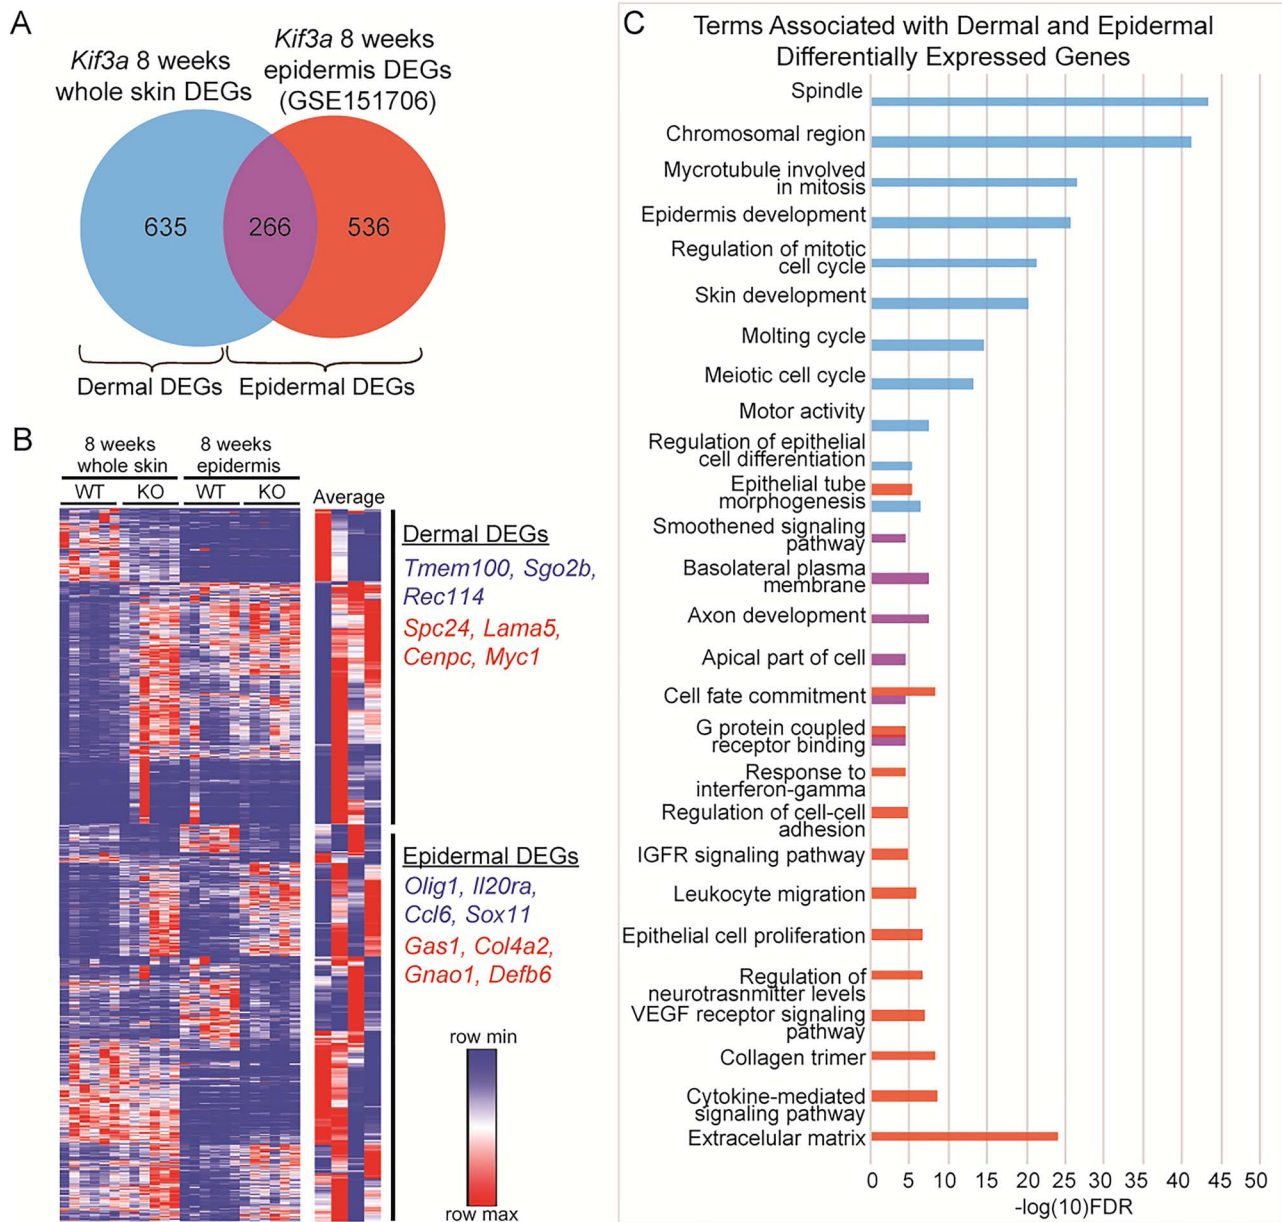 A
Kif3a 8 weeks
whole skin DEGs
Kif3a 8 weeks
epidermis DEGs
(GSE151706)
635
266
536
Dermal DEGs
Epidermal DEGs
B
8 weeks
whole skin
8 weeks
epidermis
WT
KO
WT
KO
Average
Dermal DEGs
Tmem100, Sgo2b,
Rec114
Spc24, Lama5,
Cenpc, Myc1
Epidermal DEGs
Olig1, Il20ra,
Ccl6, Sox11
Gas1, Col4a2,
Gnao1, Defb6
row min
row max
C
Terms Associated with Dermal and Epidermal
Differentially Expressed Genes
Spindle
Chromosomal region
Mycrotubule involved
in mitosis
Epidermis development
Regulation of mitotic
cell cycle
Skin development
Molting cycle
Meiotic cell cycle
Motor activity
Regulation of epithelial
cell differentiation
Epithelial tube
morphogenesis
Smoothened signaling
pathway
Basolateral plasma
membrane
Axon development
Apical part of cell
Cell fate commitment
G protein coupled
receptor binding
Response to
interferon-gamma
Regulation of cell-cell
adhesion
IGFR signaling pathway
Leukocyte migration
Epithelial cell proliferation
Regulation of
neurotrasnmitter levels
VEGF receptor signaling
pathway
Collagen trimer
Cytokine-mediated
signaling pathway
Extracelular matrix
0 5 10 15 20 25 30 35 40 45 50
-log(10)FDR